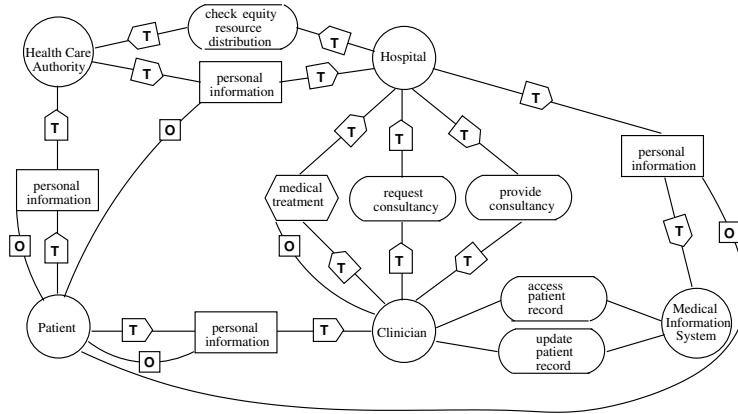 check equity
resource
distribution
T
T
Health Care
Authority
Hospital
T
personal
information
T
T
O
T
T
T
T
personal
information
personal
information
medical
treatment
request
consultancy
provide
consultancy
O
T
O
T
T
T
T
O
access
patient
record
Patient
T
personal
information
T
Clinician
Medical
Information
System
O
update
patient
record